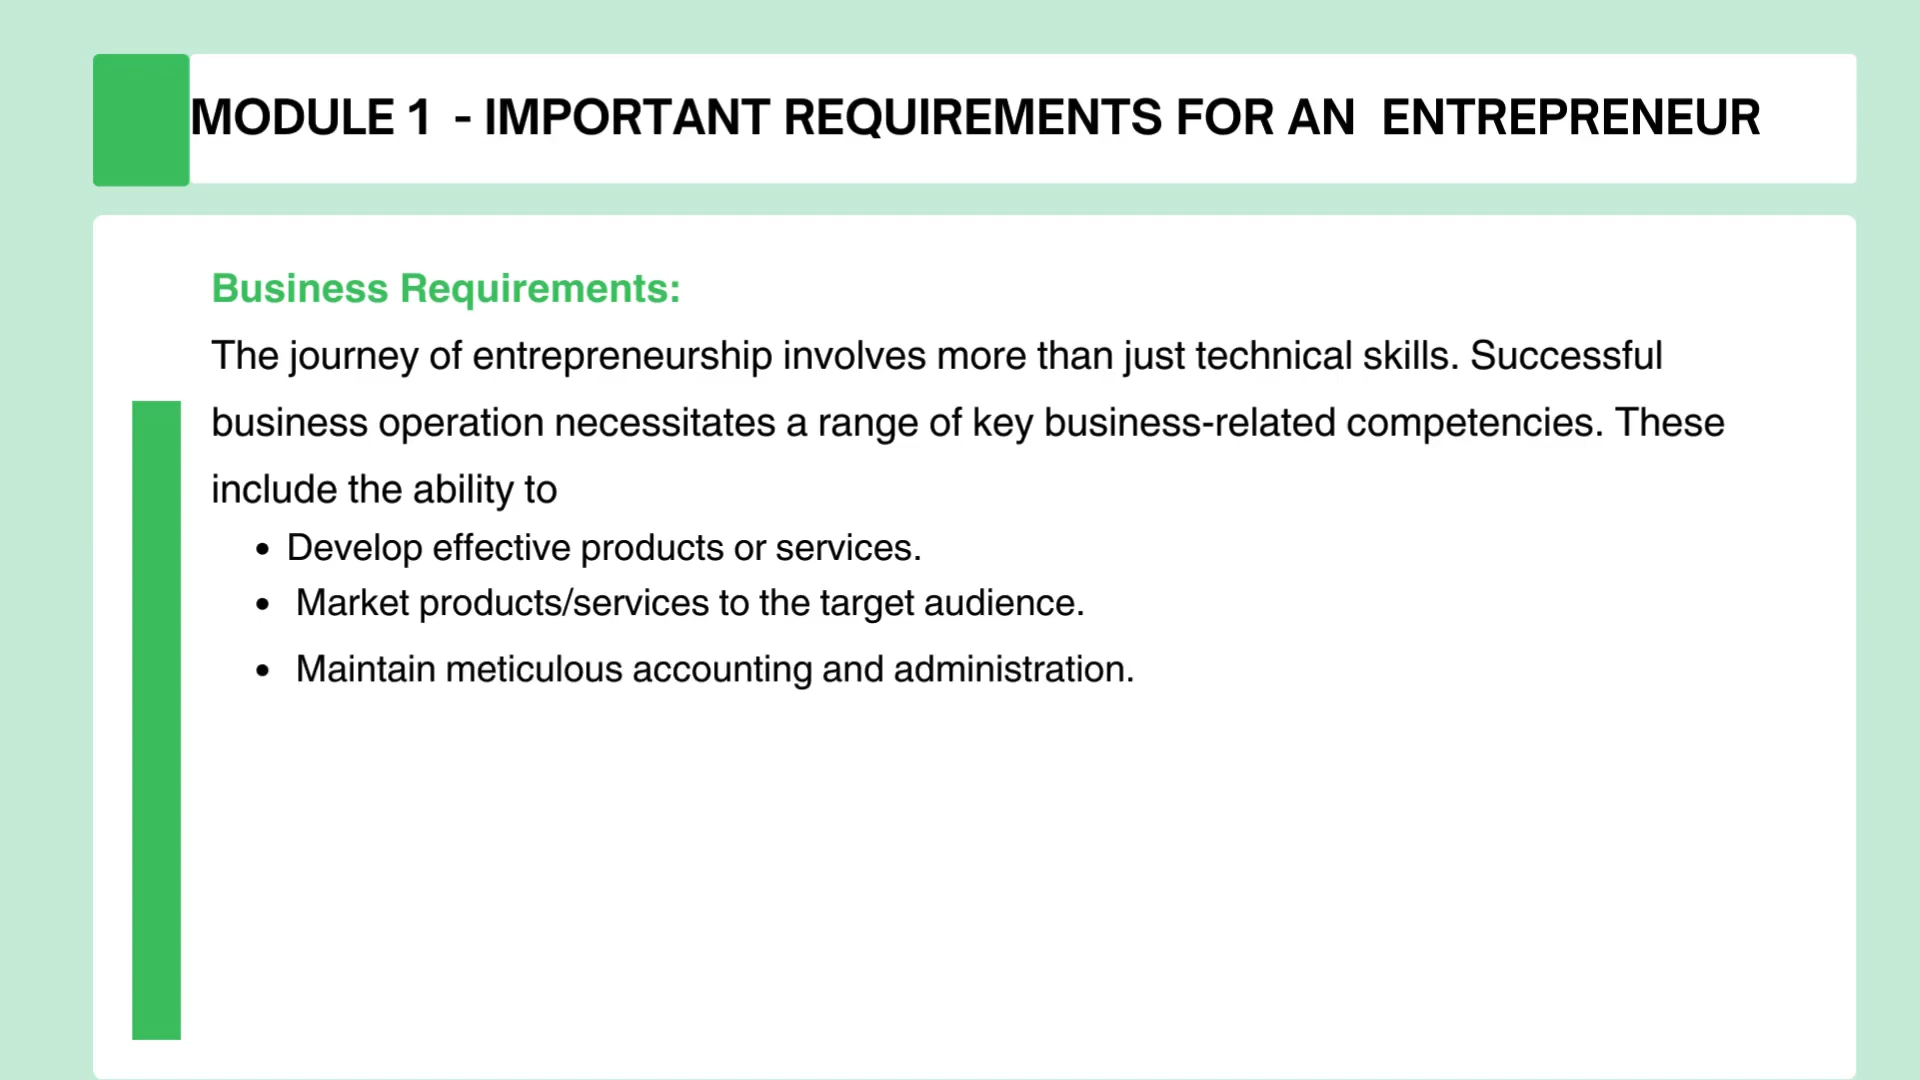 MODULE 1 - IMPORTANT REQUIREMENTS FOR AN ENTREPRENEUR
Business Requirements:
The journey of entrepreneurship involves more than just technical skills. Successful
business operation necessitates a range of key business-related competencies. These
include the ability to
• Develop effective products or services.
• Market products/services to the target audience.
• Maintain meticulous accounting and administration.